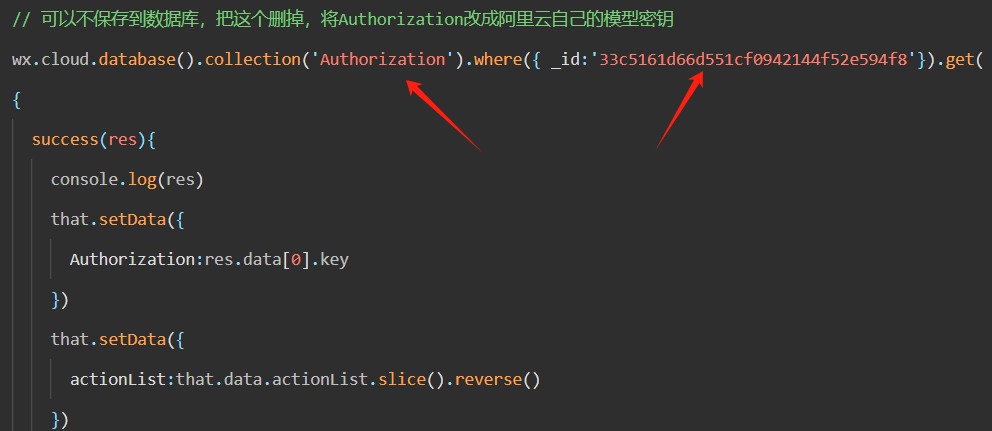 // 可以不保存到数据库，把这个删掉，将Authorization改成阿里云自己的模型密钥
wx.cloud.database().collection('Authorization').where({ _id:'33c5161d66d551cf0942144f52e594f8'}).get(
{
success(res){
console.log(res)
that.setData({
Authorization:res.data[0].key
})
that.setData({
actionList:that.data.actionList.slice().reverse()
})